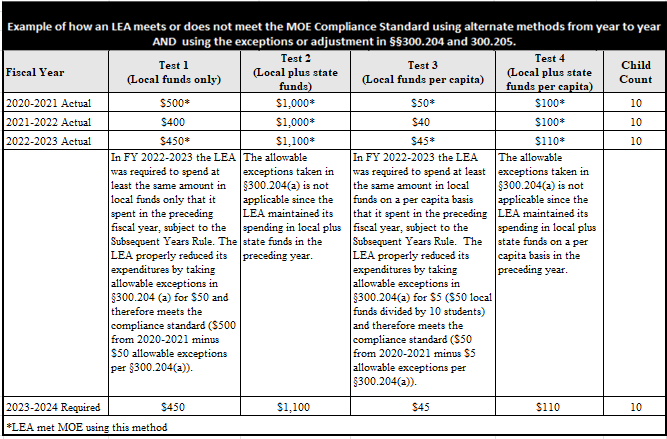 Example of how an LEA meets or does not meet the MOE Compliance Standard using alternate methods from year to year
AND using the exceptions or adjustment in §§300.204 and 300.205.
Fiscal Year
Test 1
(Local funds only)
Test 2
(Local plus state
funds)
Test 3
(Local funds per capita)
Test 4
(Local plus state
funds per capita)
Child
Count
2020-2021 Actual $500* $1,000* $50* $100* 10
2021-2022 Actual $400 $1,000* $40 $100* 10
2022-2023 Actual $450* $1,100* $45* $110* 10
In FY 2022-2023 the LEA
was required to spend at
least the same amount in
local funds only that it
spent in the preceding
fiscal year, subject to the
Subsequent Years Rule. The
LEA properly reduced its
expenditures by taking
allowable exceptions in
§300.204 (a) for $50 and
therefore meets the
compliance standard ($500
from 2020-2021 minus
$50 allowable exceptions
per §300.204(a)).
The allowable
exceptions taken in
§300.204(a) is not
applicable since the
LEA maintained its
spending in local plus
state funds in the
preceding year.
In FY 2022-2023 the LEA
was required to spend at least
the same amount in local
funds on a per capita basis
that it spent in the preceding
fiscal year, subject to the
Subsequent Years Rule. The
LEA properly reduced its
expenditures by taking
allowable exceptions in
§300.204(a) for $5 ($50 local
funds divided by 10 students)
and therefore meets the
compliance standard ($50
from 2020-2021 minus $5
allowable exceptions per
§300.204(a)).
The allowable
exceptions taken in
§300.204(a) is not
applicable since the
LEA maintained its
spending in local plus
state funds on a per
capita basis in the
preceding year.
2023-2024 Required $450 $1,100 $45 $110 10
*LEA met MOE using this method